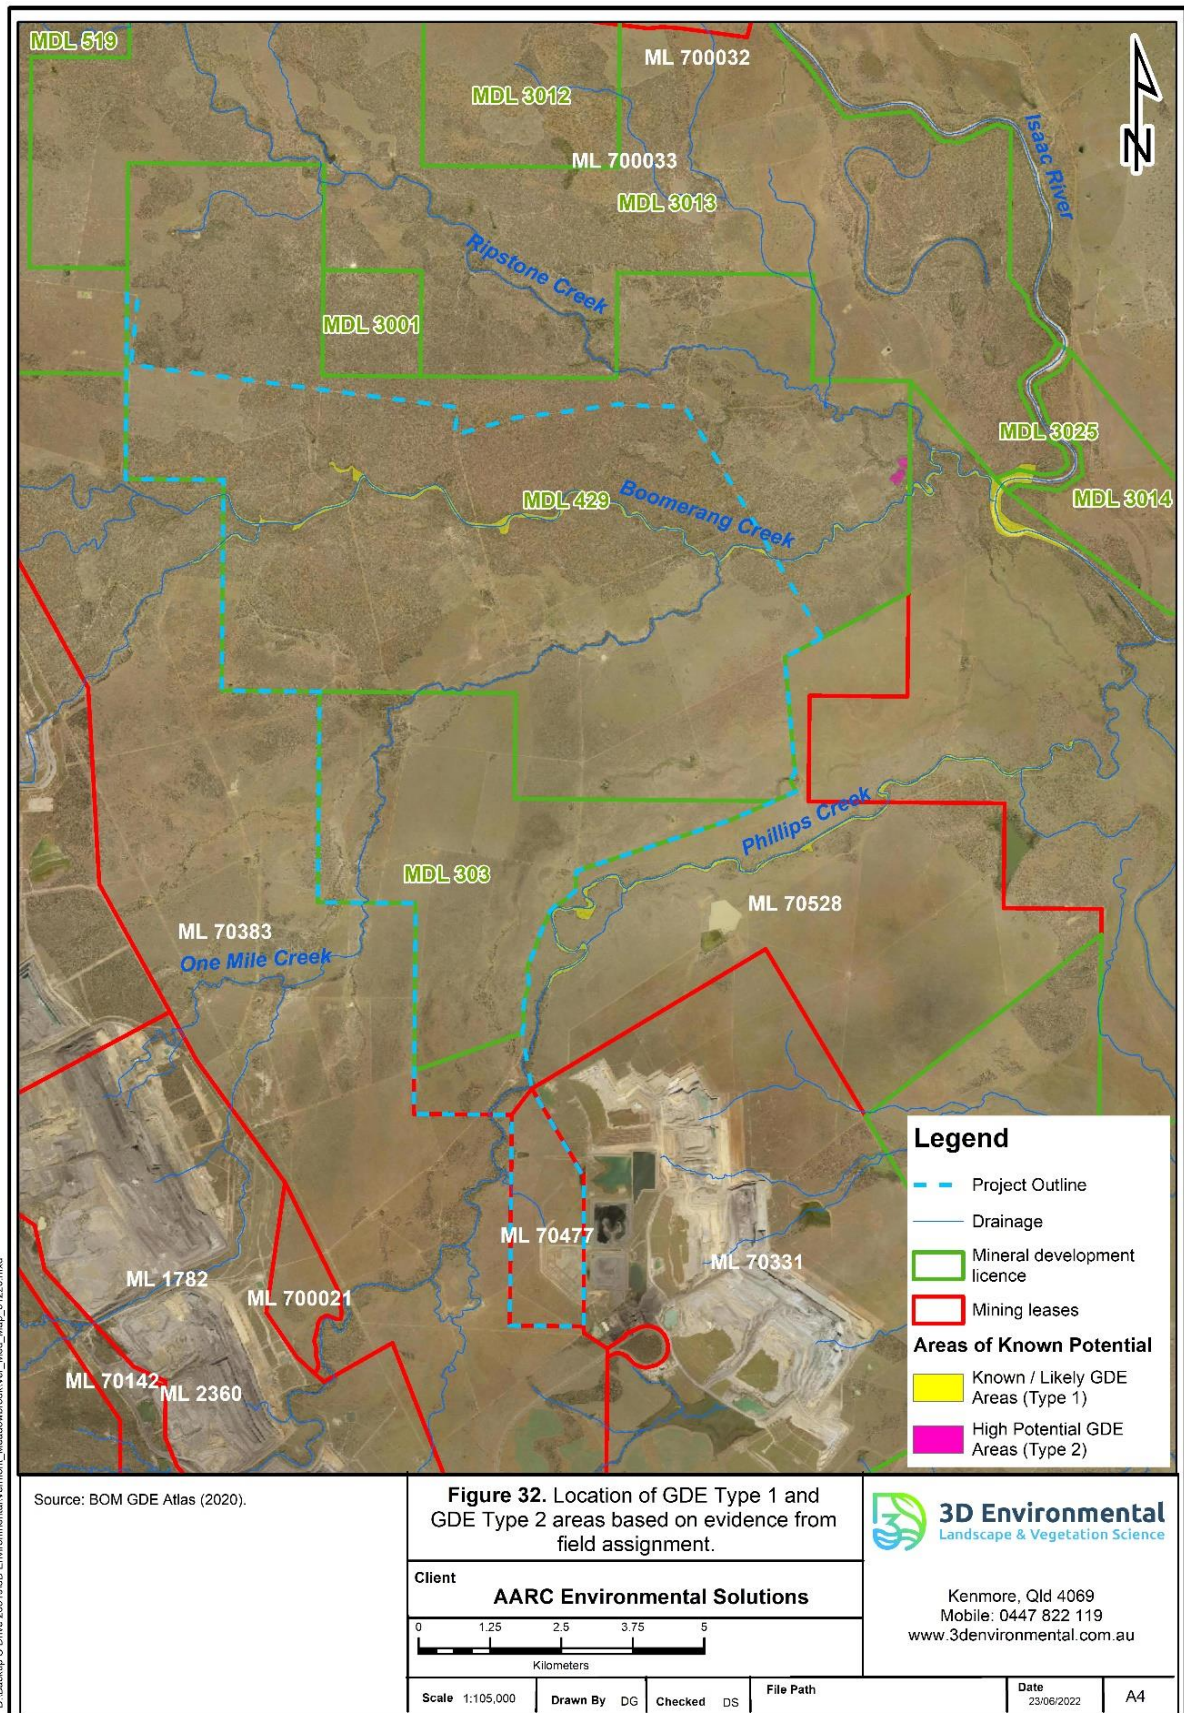 MDL 519
ML 700032
MDL 3012
N
Isaac River
ML 700033
MDL 3013
Ripstone Creek
MDL 3001
MDL 3025
MDL 3014
MDL 429
Boomerang Creek
Phillips Creek
MDL 303
ML 70528
ML 70383
One Mile Creek
ML 70477
ML 70331
ML 1782
ML 700021
ML 70142
ML 2360
Legend
Project Outline
Drainage
Mineral development
licence
Mining leases
Areas of Known Potential
Known / Likely GDE
Areas (Type 1)
High Potential GDE
Areas (Type 2)
Source: BOM GDE Atlas (2020).
Figure 32. Location of GDE Type 1 and
GDE Type 2 areas based on evidence from
field assignment.
Client
AARC Environmental Solutions
0 1.25 2.5 3.75 5
Kilometers
Scale 1:105,000
Drawn By DG
Checked DS
File Path
3D Environmental
Landscape & Vegetation Science
Kenmore, Qld 4069
Mobile: 0447 822 119
www.3denvironmental.com.au
Date
23/06/2022
A4